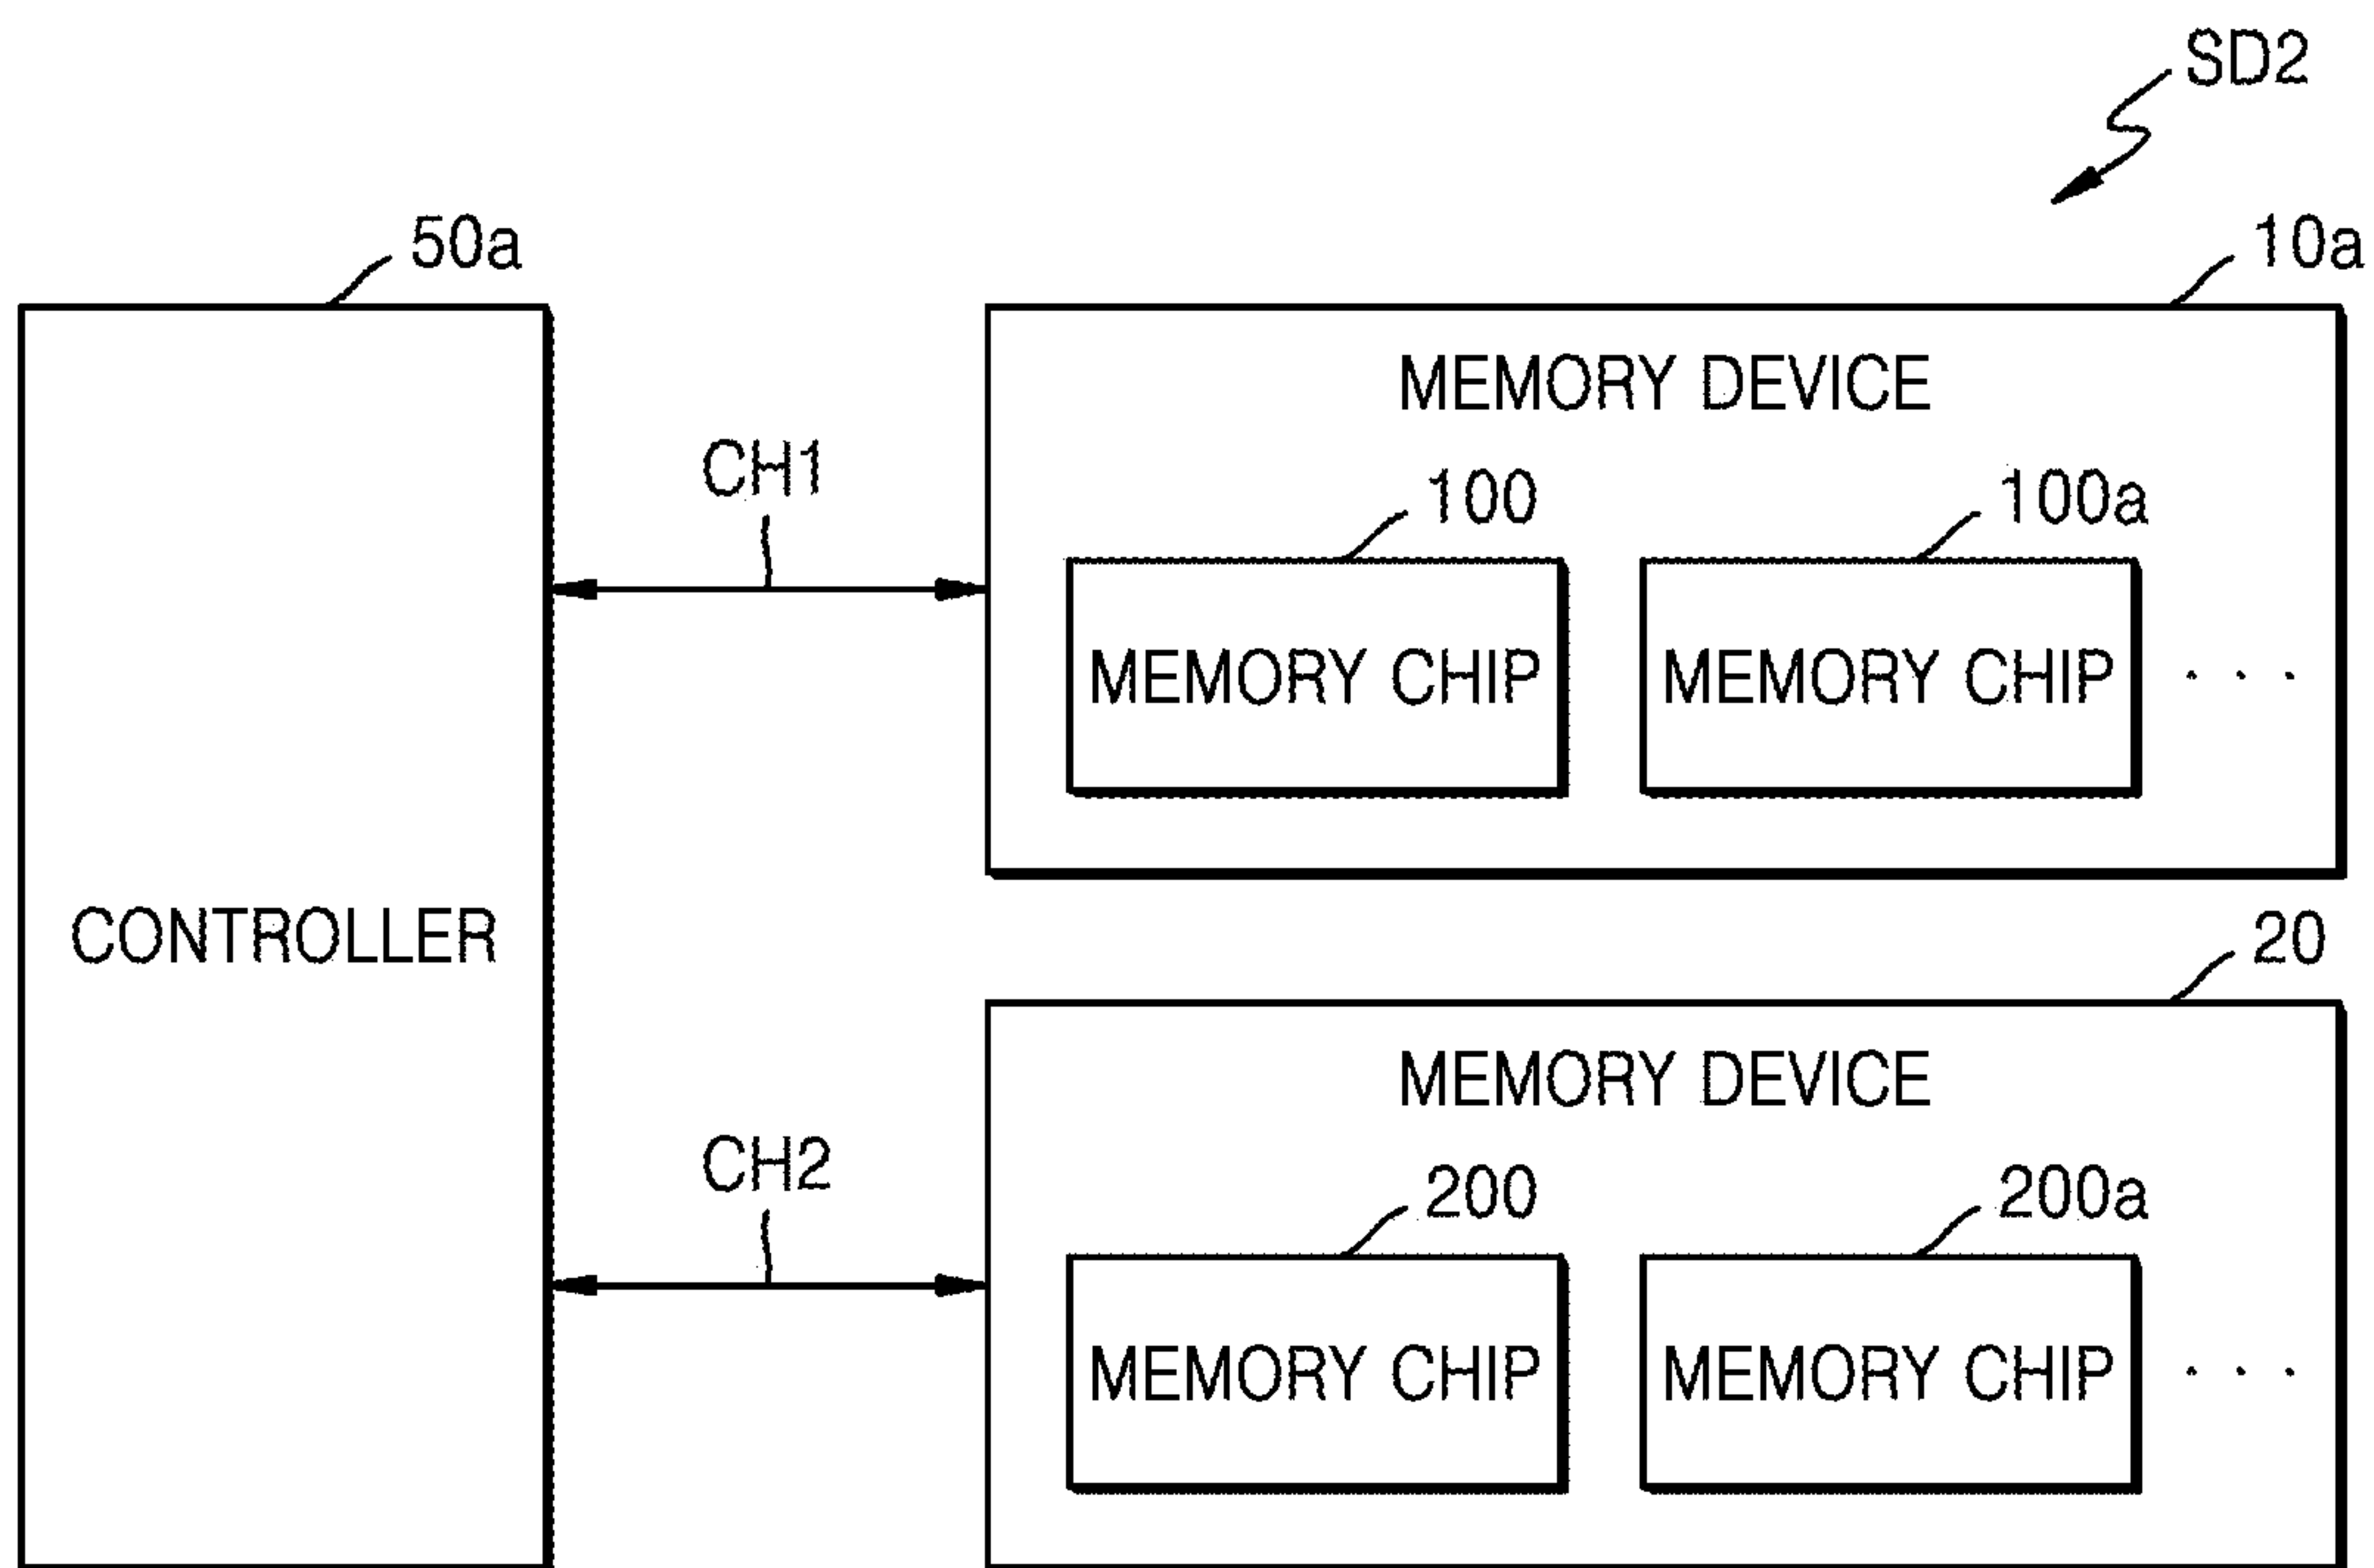 SD2
50a
10a
MEMORY DEVICE
CH1
100
100a
MEMORY CHIP
MEMORY CHIP
. . .
CONTROLLER
20
MEMORY DEVICE
CH2
200
200a
MEMORY CHIP
MEMORY CHIP
. . .